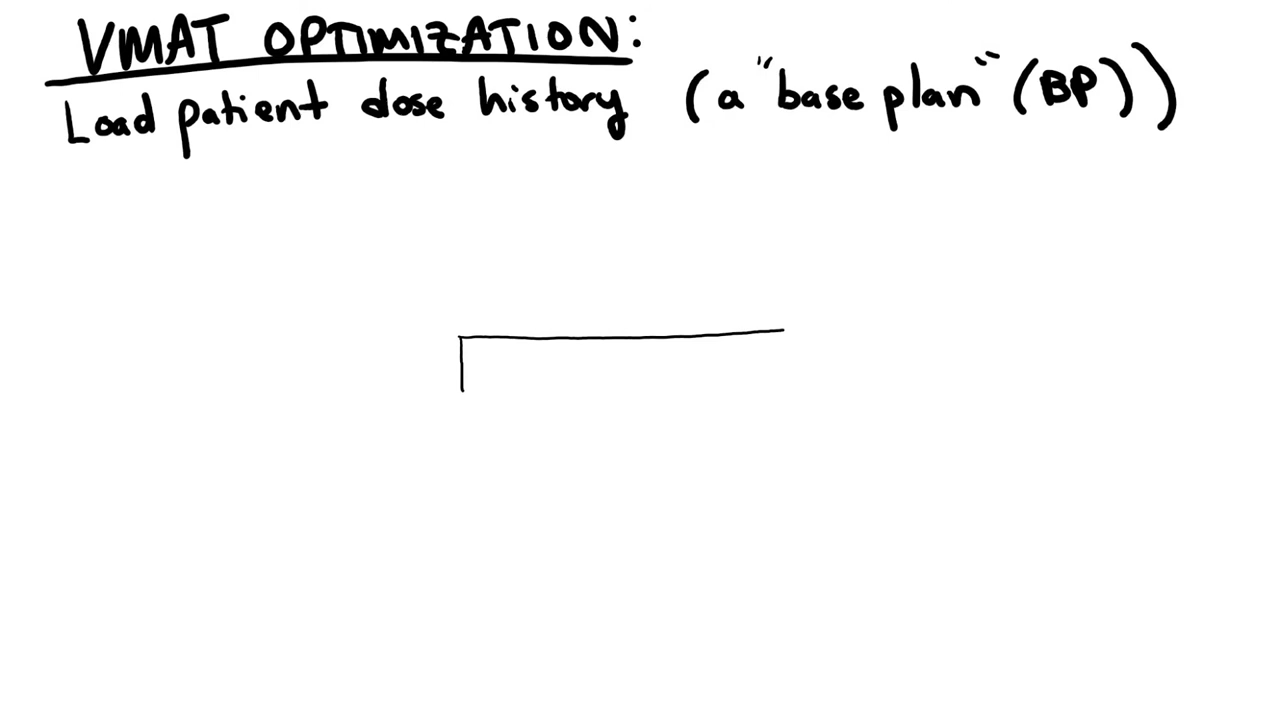 VMAT OPTIMIZATION:
Load patient dose history (a "base plan" (BP))